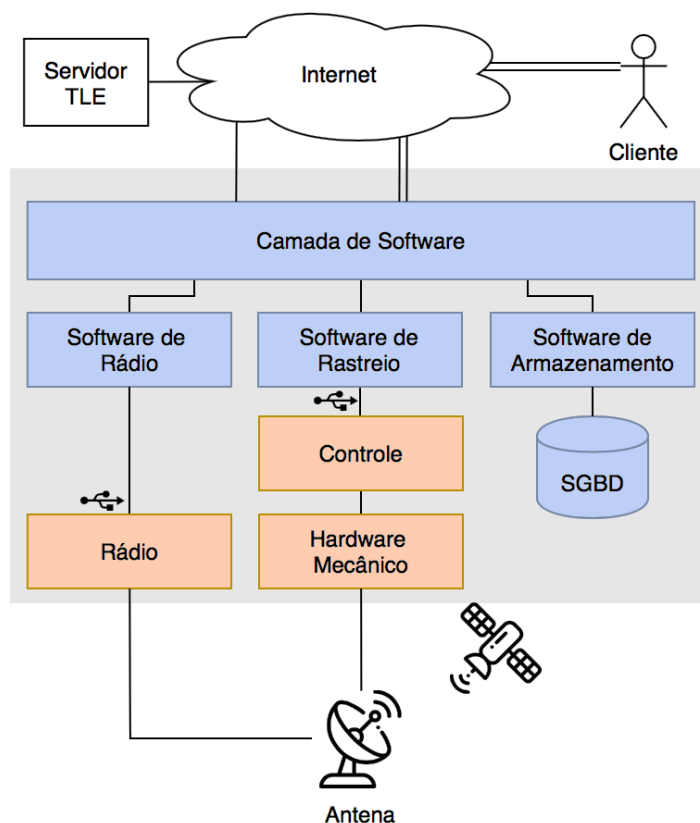 Servidor
TLE
Internet
Cliente
Camada de Software
Software de
Rádio
Software de
Rastreio
Software de
Armazenamento
Controle
SGBD
Rádio
Hardware
Mecânico
Antena